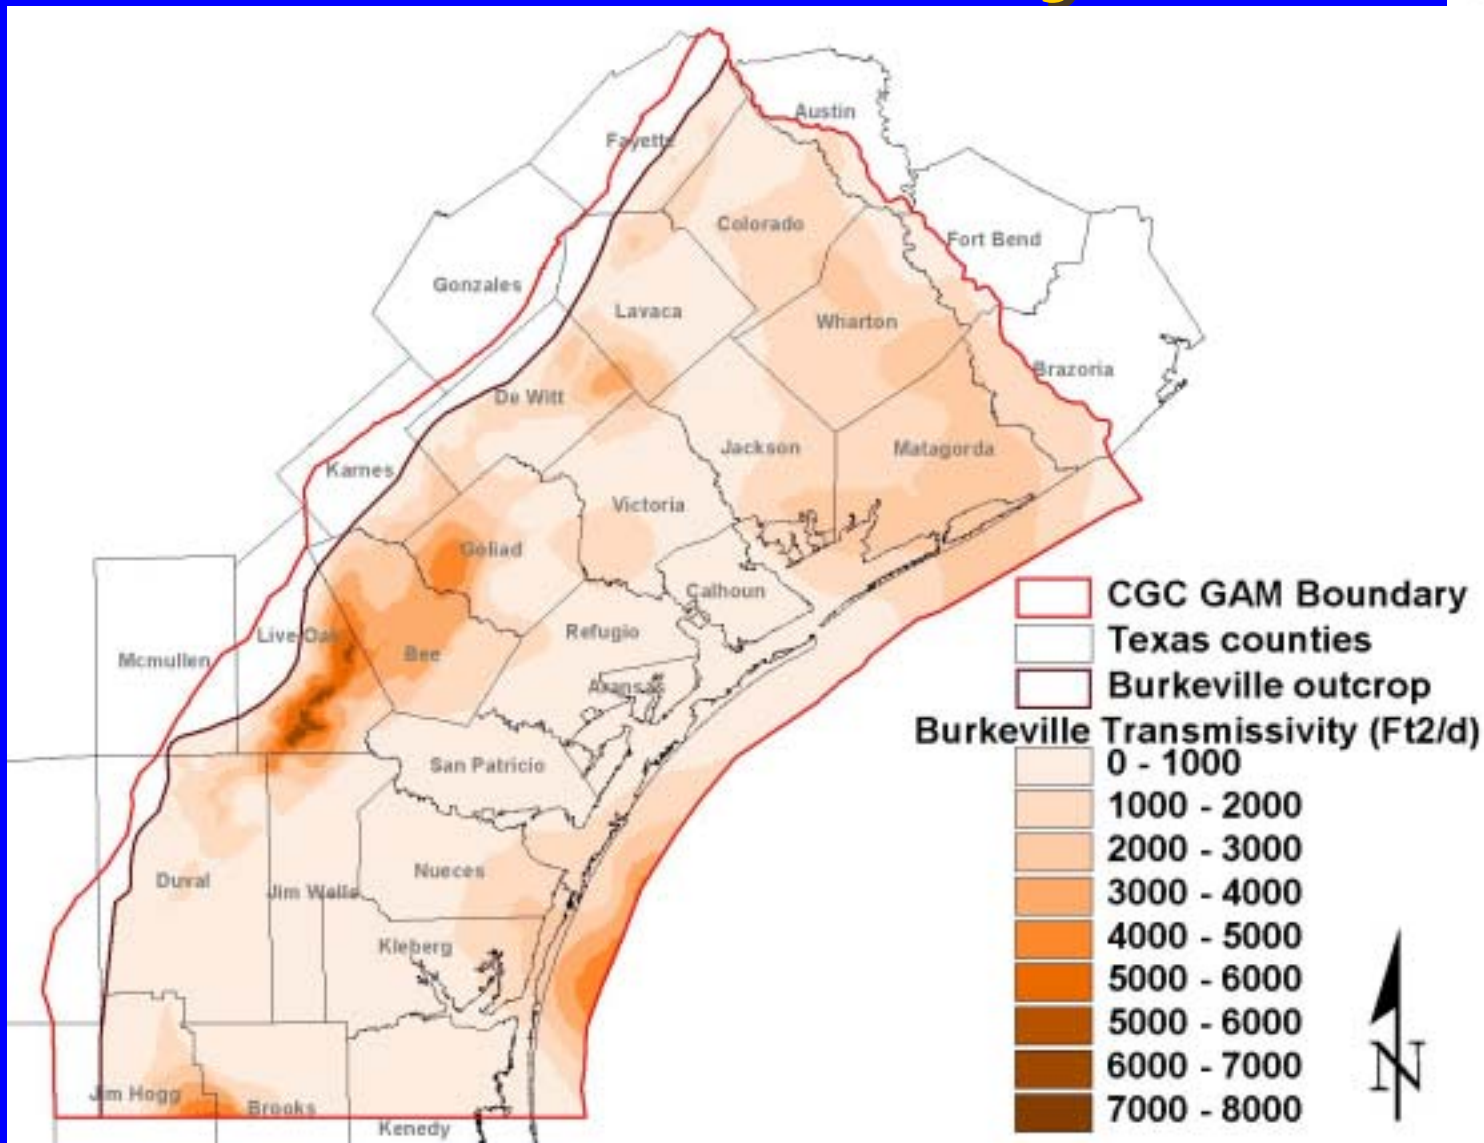 Austin
Fayette
Colorado
Fort Bend
Gonzales
Lavaca
Wharton
Brazoria
De Witt
Jackson
Matagorda
Karnes
Victoria
Goliad
Calhoun
Live Oak
Refugio
Mcmullen
Bee
Aransas
San Patricio
Duval
Jim Wells
Nueces
Kleberg
Jim Hogg
Brooks
Kenedy
CGC GAM Boundary
Texas counties
Burkeville outcrop
Burkeville Transmissivity (Ft2/d)
0 - 1000
1000 - 2000
2000 - 3000
3000 - 4000
4000 - 5000
5000 - 6000
5000 - 6000
6000 - 7000
7000 - 8000
N